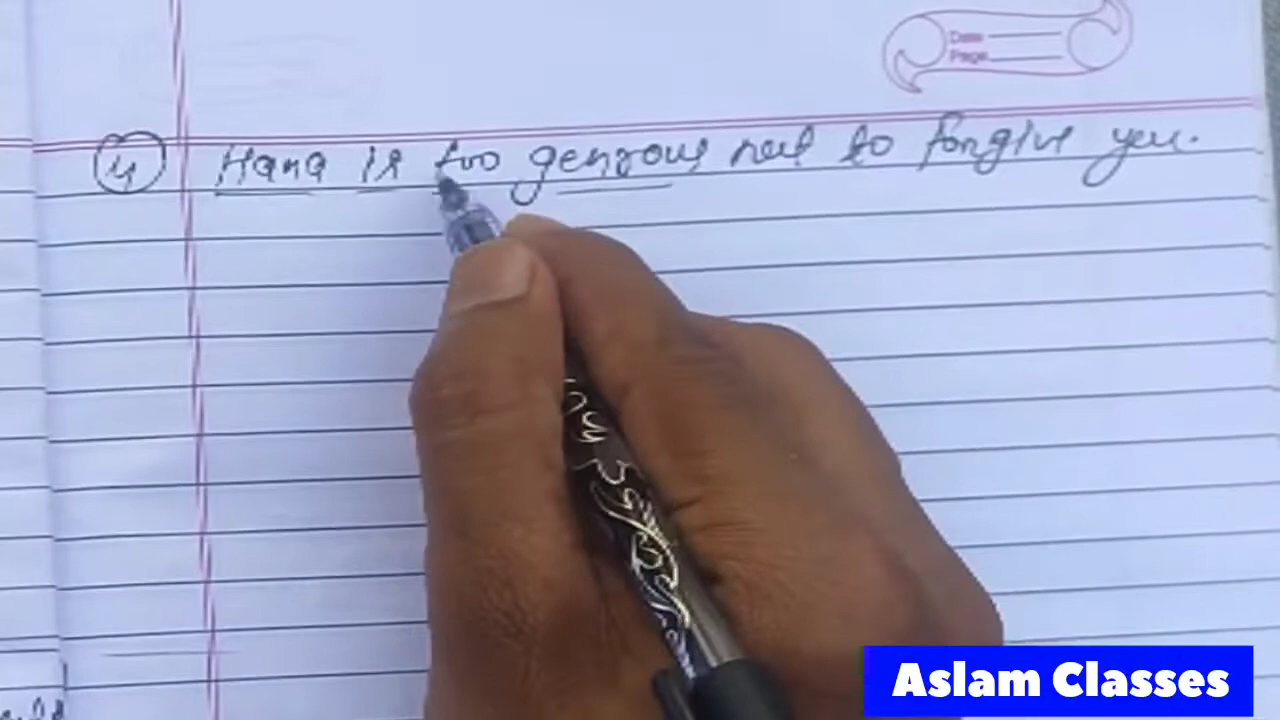 Date
Page
4 Hana is too genrous not to forgive you.
Aslam Classes